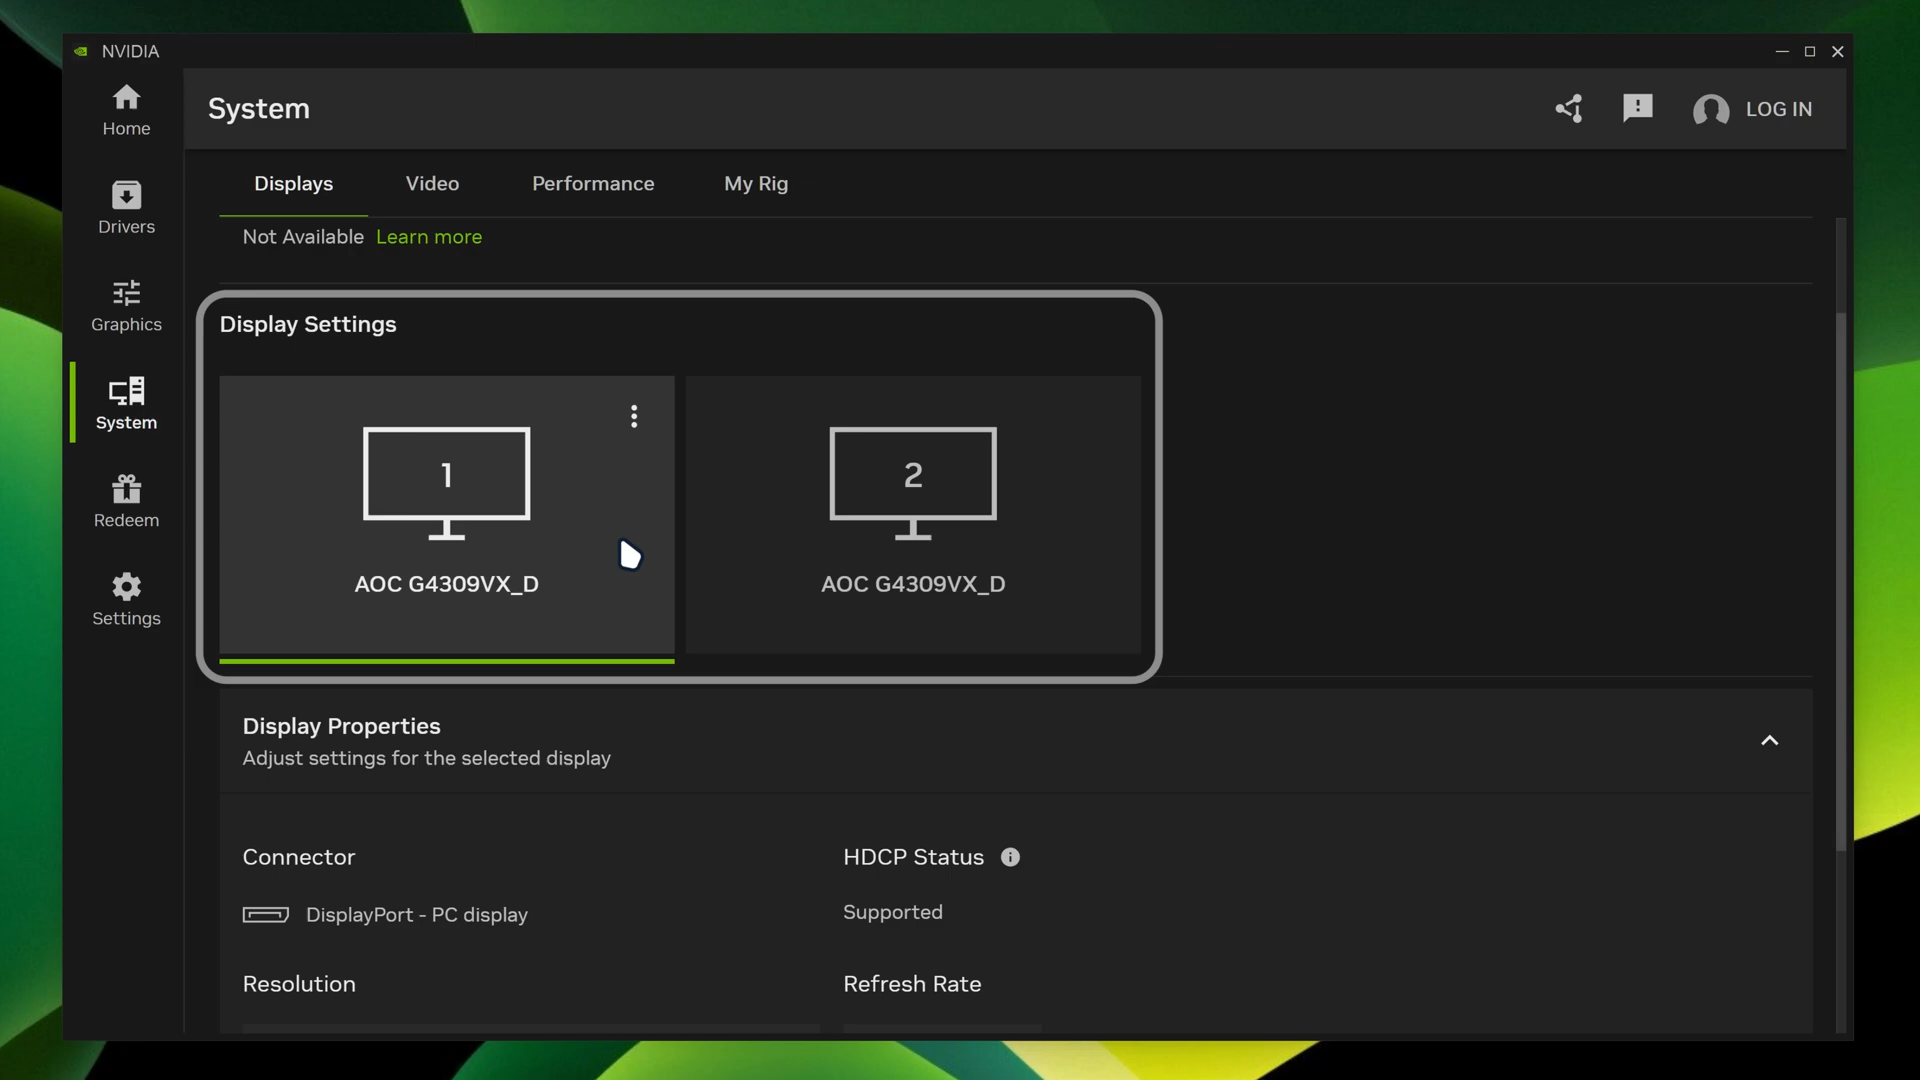 NVIDIA
Home
Drivers
Graphics
System
Redeem
Settings
System
LOG IN
Displays Video Performance My Rig
Not Available Learn more
Display Settings
1
AOC G4309VX_D
2
AOC G4309VX_D
Display Properties
Adjust settings for the selected display
Connector
DisplayPort - PC display
HDCP Status
Supported
Resolution
Refresh Rate